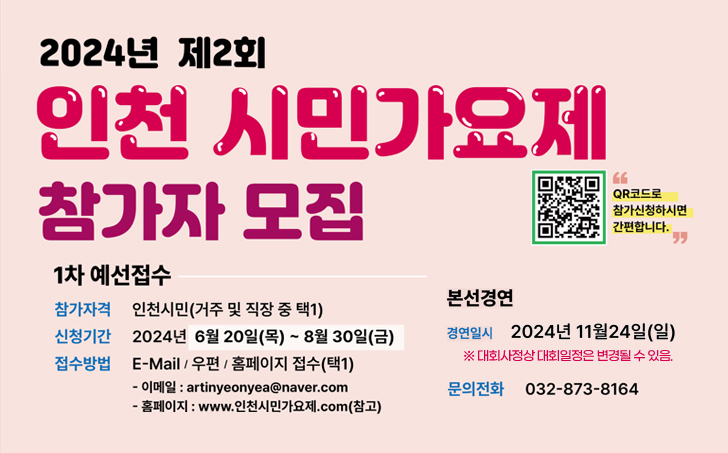 2024년 제2회
인천 시민가요제
참가자 모집
QR코드로
참가신청하시면
간편합니다.
1차 예선접수
참가자격 인천시민(거주 및 직장 중 택1)
신청기간 2024년 6월 20일(목) ~ 8월 30일(금)
접수방법 E-Mail / 우편 / 홈페이지 접수(택1)
- 이메일 : artinyeonyea@naver.com
- 홈페이지 : www.인천시민가요제.com(참고)
본선경연
경연일시 2024년 11월24일(일)
※ 대회사정상 대회일정은 변경될 수 있음.
문의전화 032-873-8164